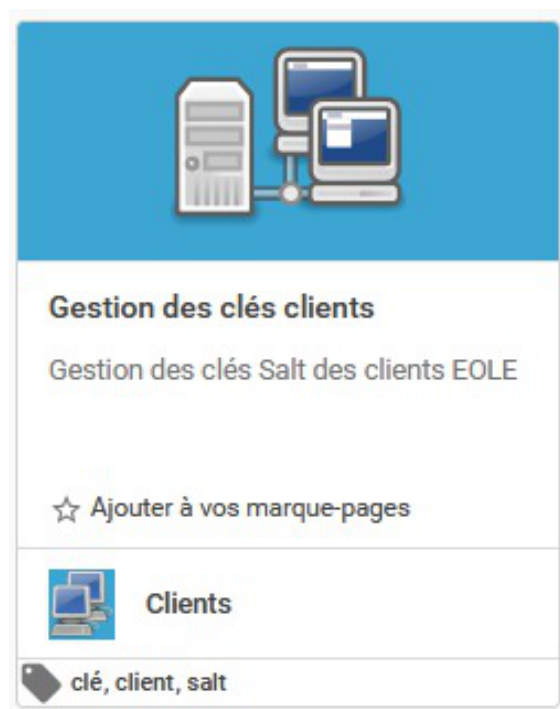 Gestion des clés clients
Gestion des clés Salt des clients EOLE
Ajouter à vos marque-pages
Clients
clé, client, salt